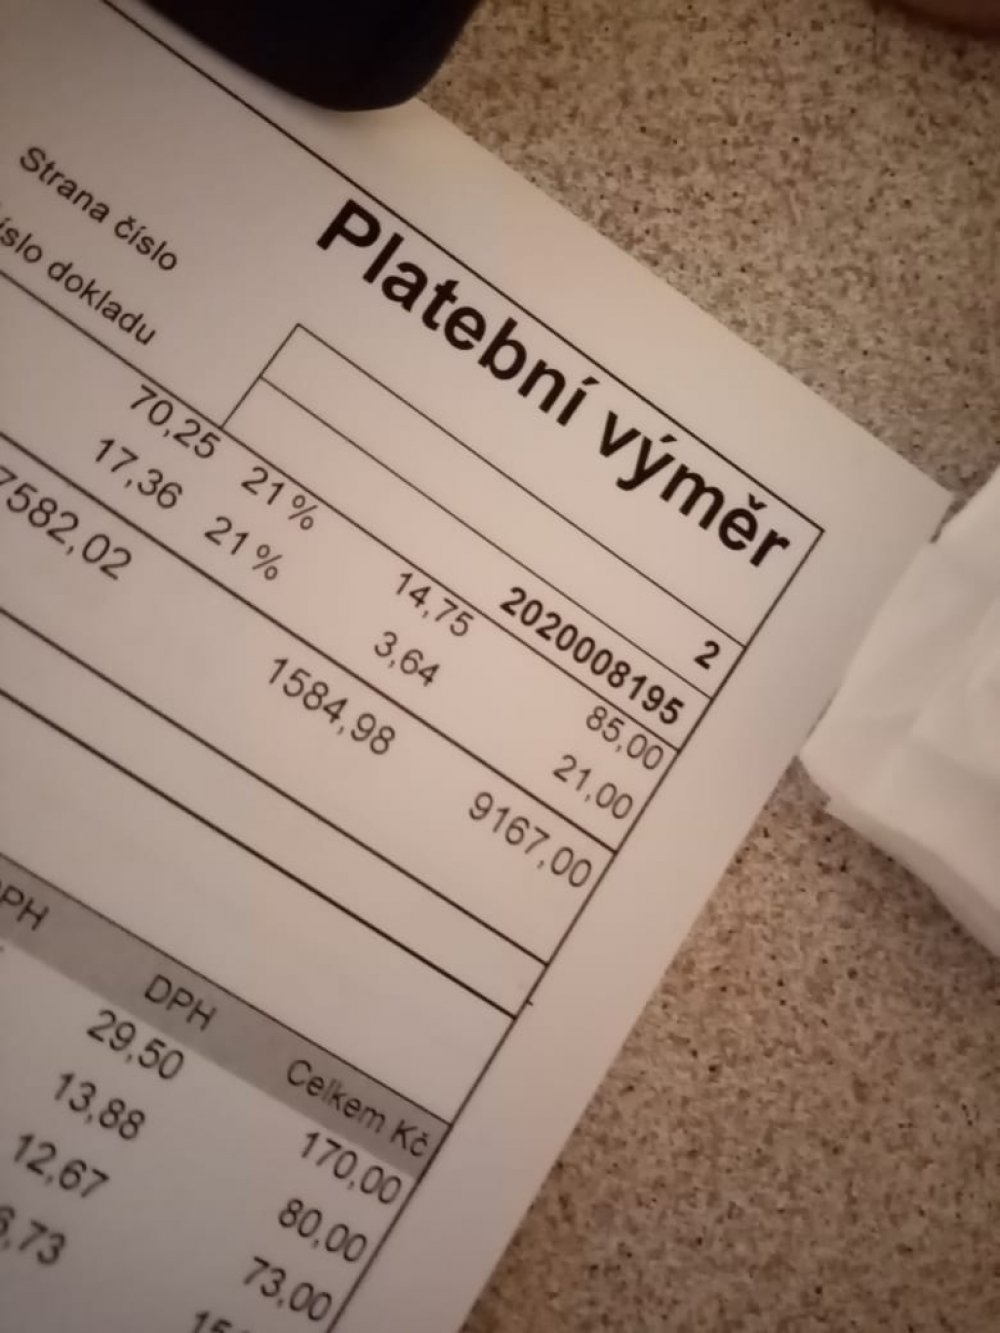 Platební výměr
Strana číslo 2
dokladu 2020008195
70,25 21% 14,75 85,00
17,36 21% 3,64 21,00
7582,02 1584,98 9167,00
DPH Celkem Kč
29,50 170,00
13,88 80,00
12,67 73,00
6,73